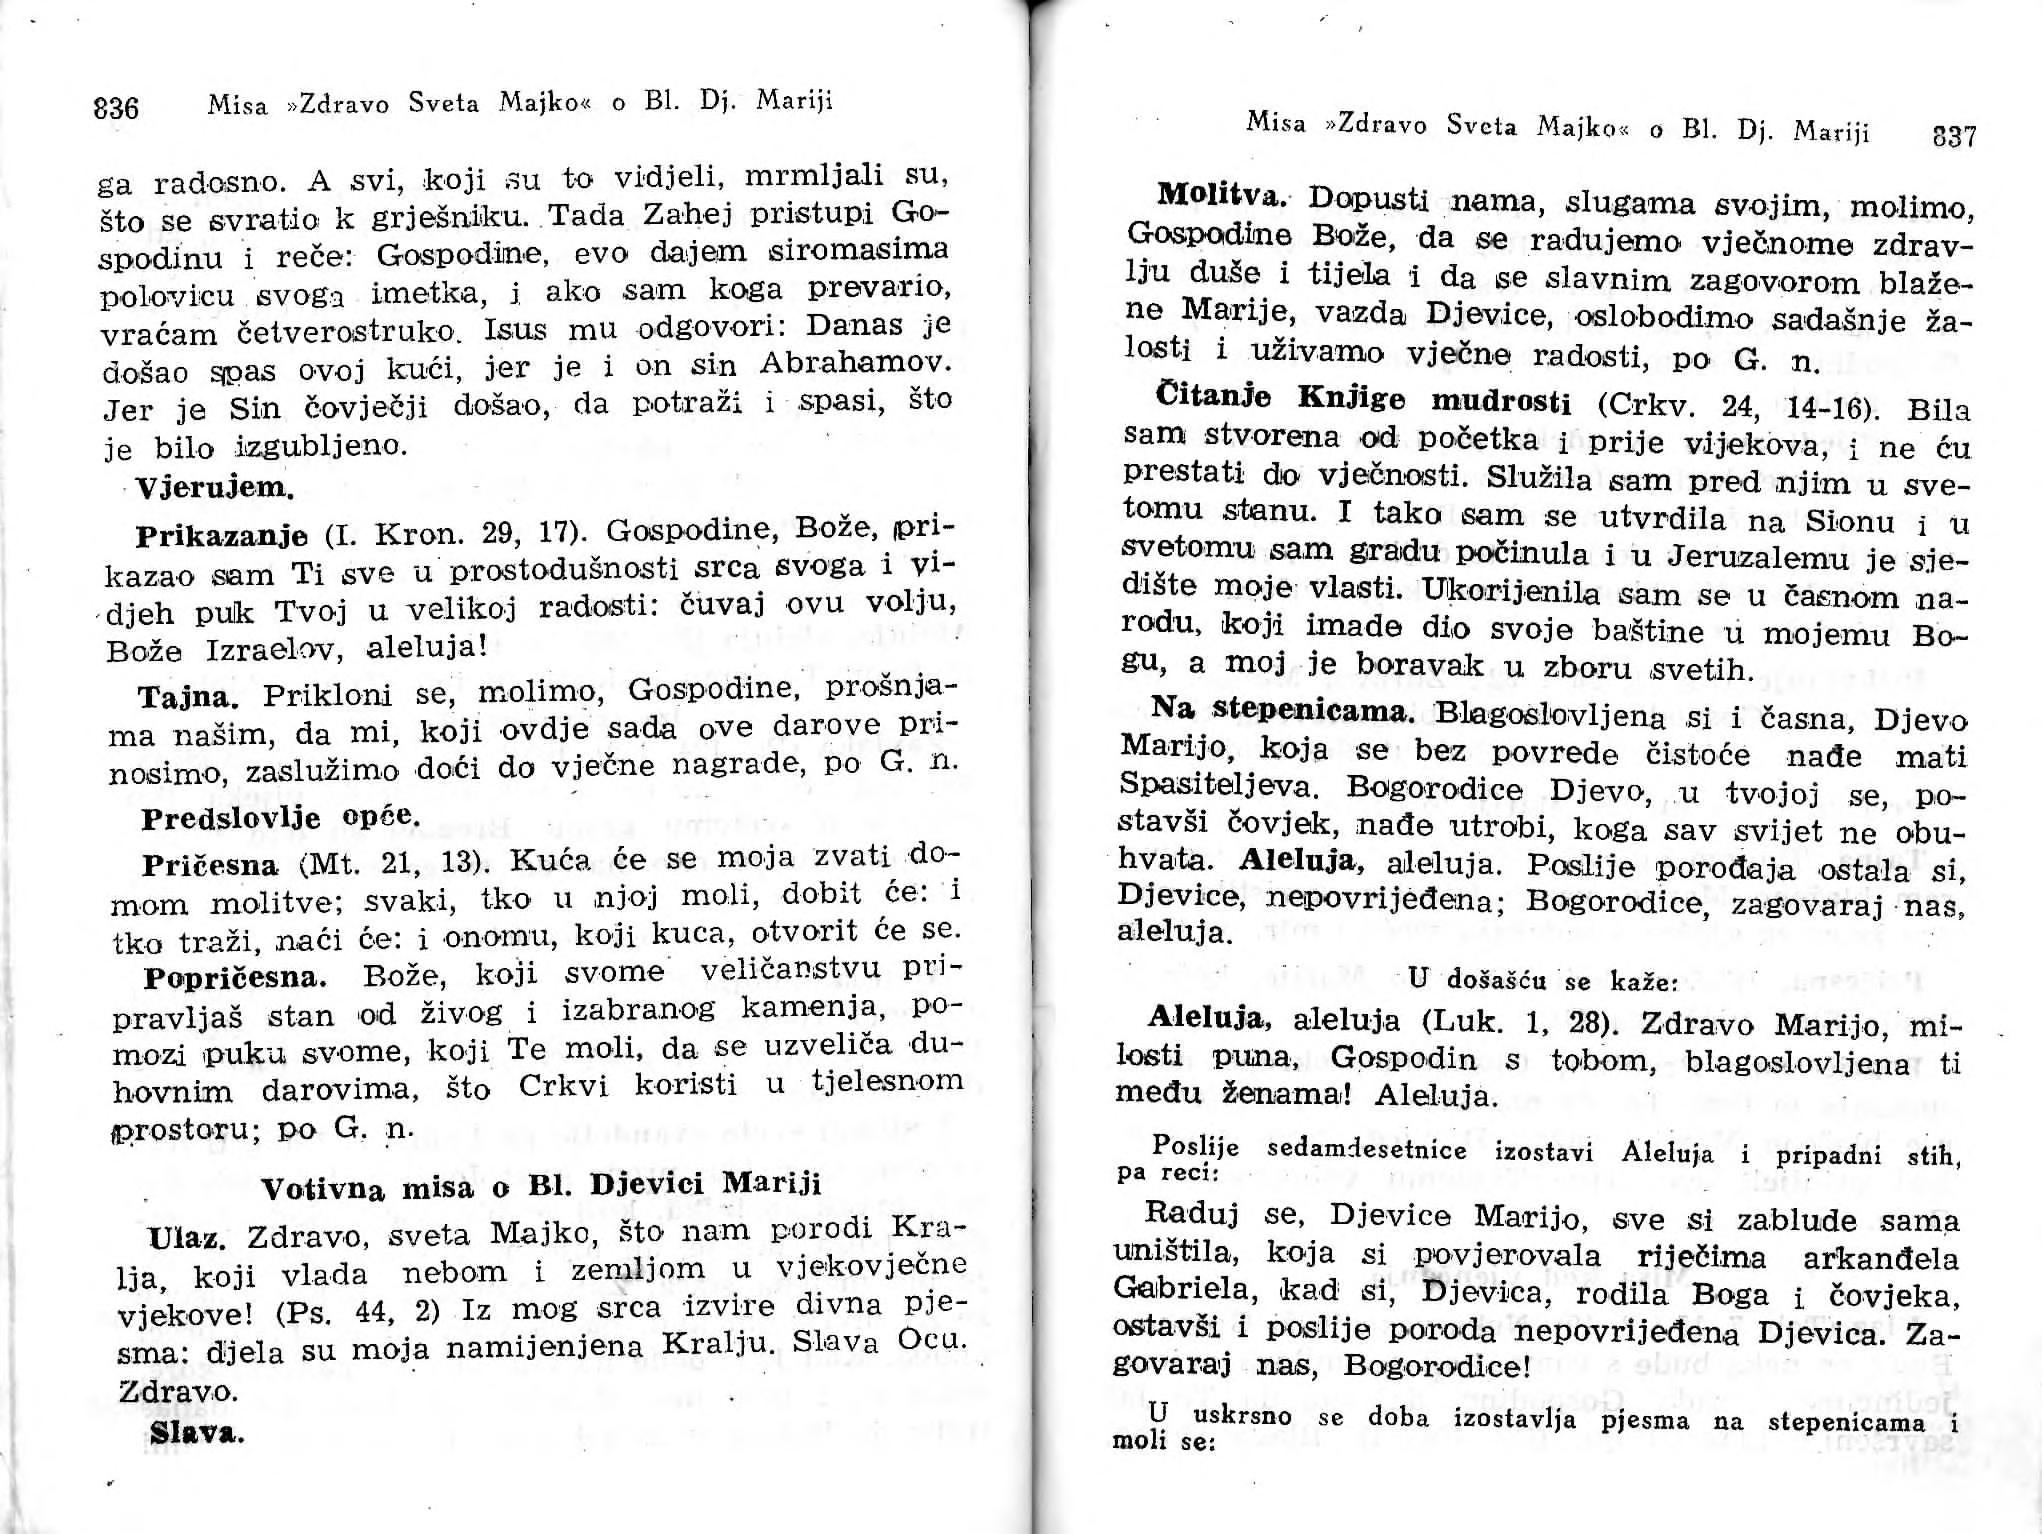 836 Misa »Zdravo Sveta Majko« o Bl. Dj. Mariji
ga radosno. A svi, koji su to vidjeli, mrmljali su,
što se svratio k grješniku. Tada Zahej pristupi Go-
spodinu i reče: Gospodine, evo dajem siromasima
polovicu svoga imetka, i ako sam koga prevario,
vraćam četverostruko. Isus mu odgovori: Danas je
došao spas ovoj kući, jer je i on sin Abrahamov.
Jer je Sin čovječji došao, da potraži i spasi, što
je bilo izgubljeno.
Vjerujem.
Prikazanje (I. Kron. 29, 17). Gospodine, Bože, pri-
kazao sam Ti sve u prostodušnosti srca svoga i vi-
djeh puk Tvoj u velikoj radosti: čuvaj ovu volju,
Bože Izraelov, aleluja!
Tajna. Prikloni se, molimo, Gospodine, prošnja-
ma našim, da mi, koji ovdje sada ove darove pri-
nosimo, zaslužimo doći do vječne nagrade, po G. n.
Predslovlje opće.
Pričesna (Mt. 21, 13). Kuća će se moja zvati do-
mom molitve; svaki, tko u njoj moli, dobit će: i
tko traži, naći će: i onomu, koji kuca, otvorit će se.
Popričesna. Bože, koji svome veličanstvu pri-
pravljaš stan od živog i izabranog kamenja, po-
mozi puku svome, koji Te moli, da se uzveliča du-
hovnim darovima, što Crkvi koristi u tjelesnom
prostoru; po G. n.
Votivna misa o Bl. Djevici Mariji
Ulaz. Zdravo, sveta Majko, što nam porodi Kra-
lja, koji vlada nebom i zemljom u vjekovječne
vjekove! (Ps. 44, 2) Iz mog srca izvire divna pje-
sma: djela su moja namijenjena Kralju. Slava Ocu.
Zdravo.
Slava.
Misa »Zdravo Sveta Majko« o Bl. Dj. Mariji 837
Molitva. Dopusti nama, slugama svojim, molimo,
Gospodine Bože, da se radujemo vječnome zdrav-
lju duše i tijela i da se slavnim zagovorom blaže-
ne Marije, vazda Djevice, oslobodimo sadašnje ža-
losti i uživamo vječne radosti, po G. n.
Čitanje Knjige mudrosti (Crkv. 24, 14-16). Bila
sam stvorena od početka i prije vijekova, i ne ću
prestati do vječnosti. Služila sam pred njim u sve-
tomu stanu. I tako sam se utvrdila na Sionu i u
svetomu sam gradu počinula i u Jeruzalemu je sje-
dište moje vlasti. Ukorijenila sam se u časnom na-
rodu, koji imade dio svoje baštine u mojemu Bo-
gu, a moj je boravak u zboru svetih.
Na stepenicama. Blagoslovljena si i časna, Djevo
Marijo, koja se bez povrede čistoće nađe mati
Spasiteljeva. Bogorodice Djevo, u tvojoj se, po-
stavši čovjek, nađe utrobi, koga sav svijet ne obu-
hvata. Aleluja, aleluja. Poslije porođaja ostala si,
Djevice, nepovrijeđena; Bogorodice, zagovaraj nas,
aleluja.
U došašću se kaže:
Aleluja, aleluja (Luk. 1, 28). Zdravo Marijo, mi-
losti puna, Gospodin s tobom, blagoslovljena ti
među ženama! Aleluja.
Poslije sedamdesetnice izostavi Aleluja i pripadni stih,
pa reci:
Raduj se, Djevice Marijo, sve si zablude sama
uništila, koja si povjerovala riječima arkanđela
Gabriela, kad si, Djevica, rodila Boga i čovjeka,
ostavši i poslije poroda nepovrijeđena Djevica. Za-
govaraj nas, Bogorodice!
U uskrsno se doba izostavlja pjesma na stepenicama i
moli se: